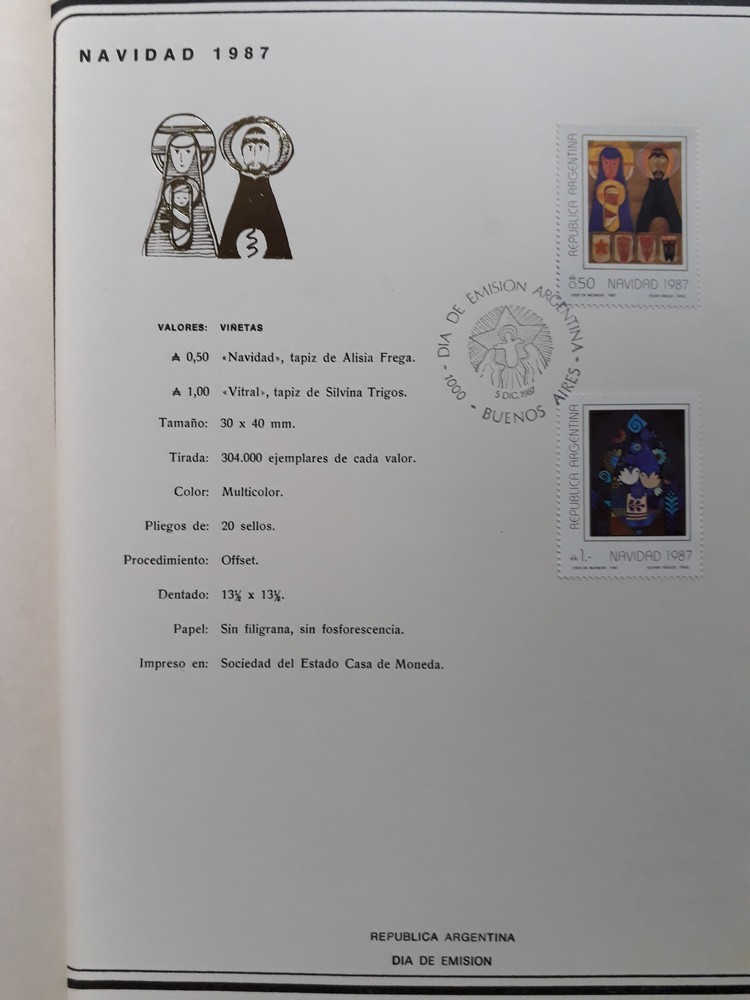 NAVIDAD 1987
VALORES: VIÑETAS
₳ 0,50 «Navidad», tapiz de Alisia Frega.
₳ 1,00 «Vitral», tapiz de Silvina Trigos.
Tamaño: 30 x 40 mm.
Tirada: 304.000 ejemplares de cada valor.
Color: Multicolor.
Pliegos de: 20 sellos.
Procedimiento: Offset.
Dentado: 13½ x 13½.
Papel: Sin filigrana, sin fosforescencia.
Impreso en: Sociedad del Estado Casa de Moneda.
REPUBLICA ARGENTINA
₳0.50 NAVIDAD 1987
DIA DE EMISION ARGENTINA
5 DIC. 1987
1000 - BUENOS AIRES -
REPUBLICA ARGENTINA
₳1.- NAVIDAD 1987
REPUBLICA ARGENTINA
DIA DE EMISION